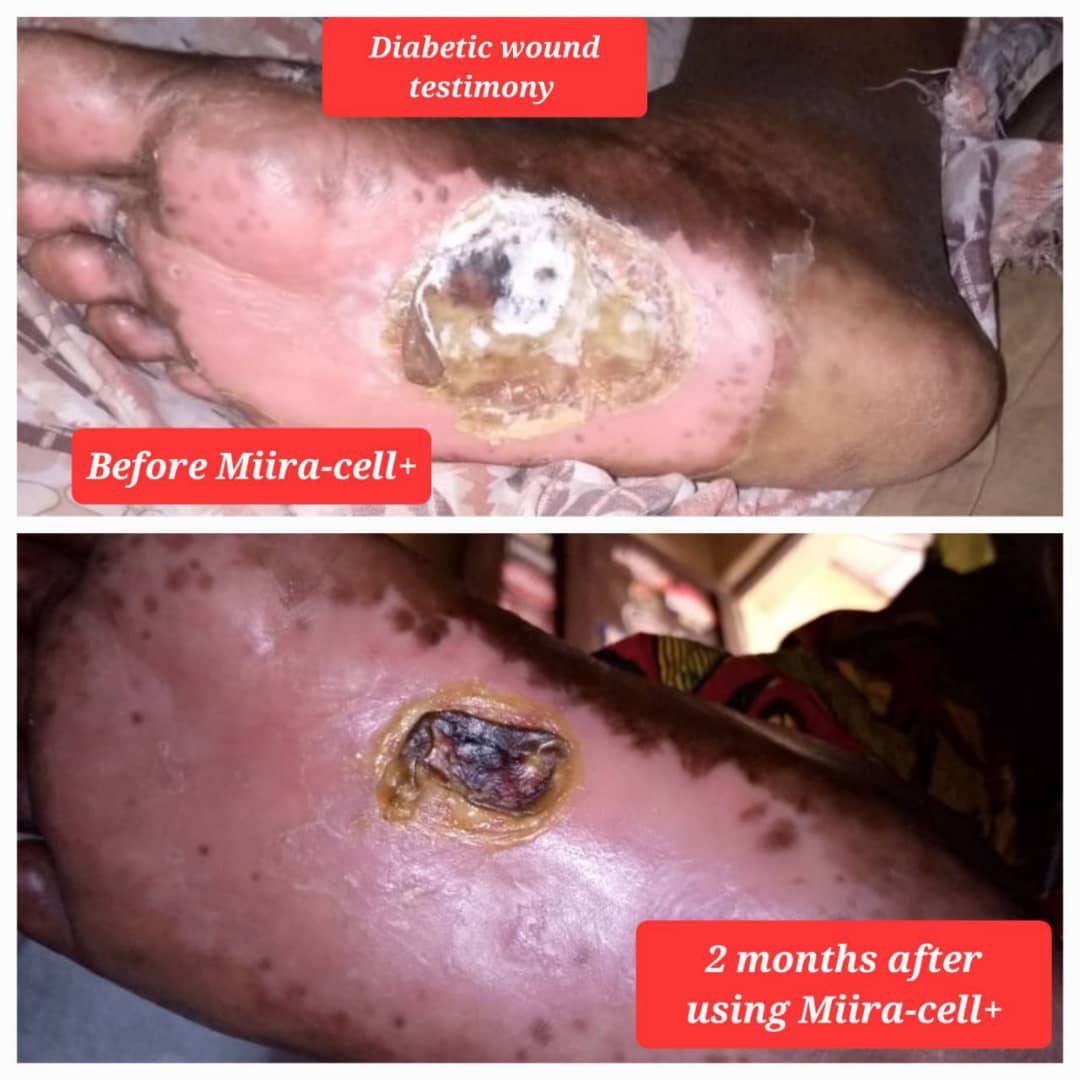 Diabetic wound
testimony
Before Miira-cell+
2 months after
using Miira-cell+